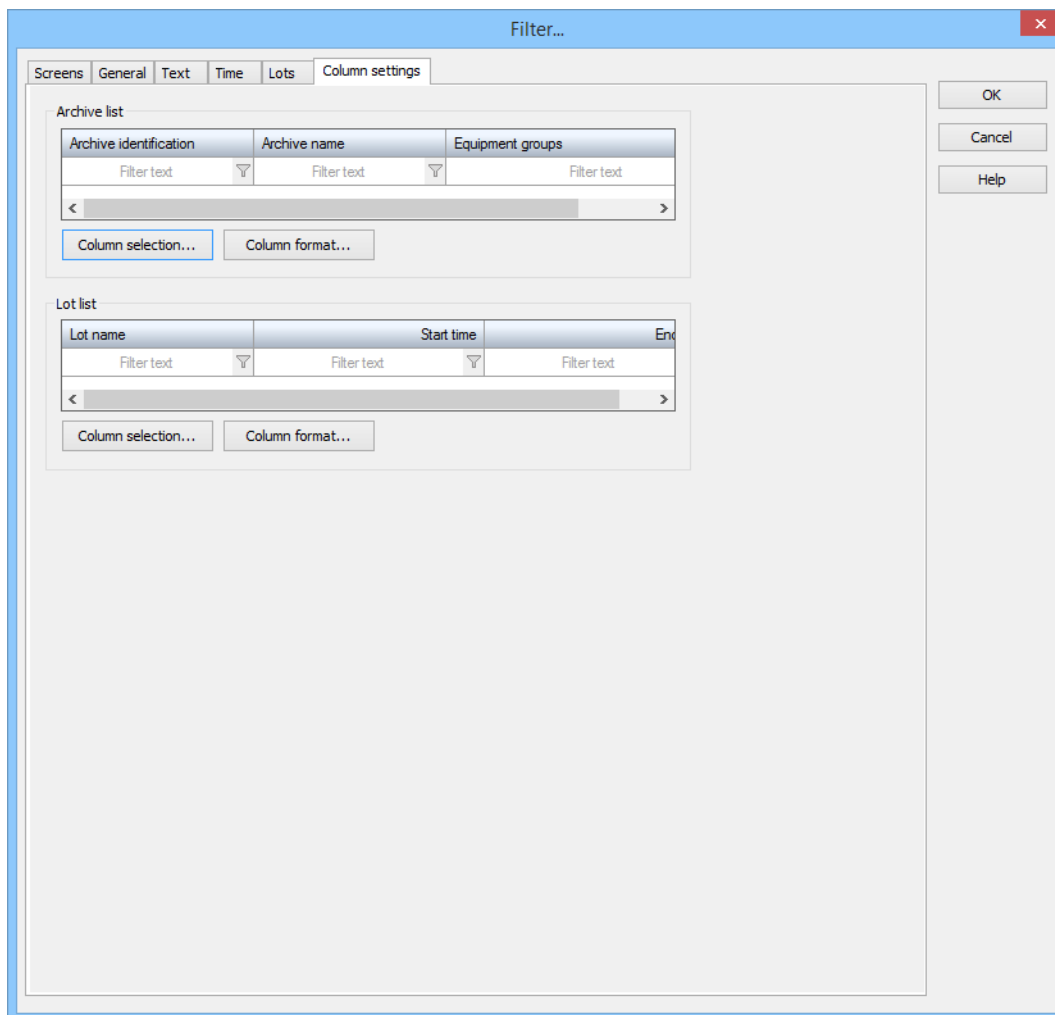 Filter...
Screens General Text Time Lots Column settings
OK
Cancel
Help
Archive list
Archive identification Archive name Equipment groups
Filter text Filter text Filter text
Column selection... Column format...
Lot list
Lot name Start time End
Filter text Filter text Filter text
Column selection... Column format...